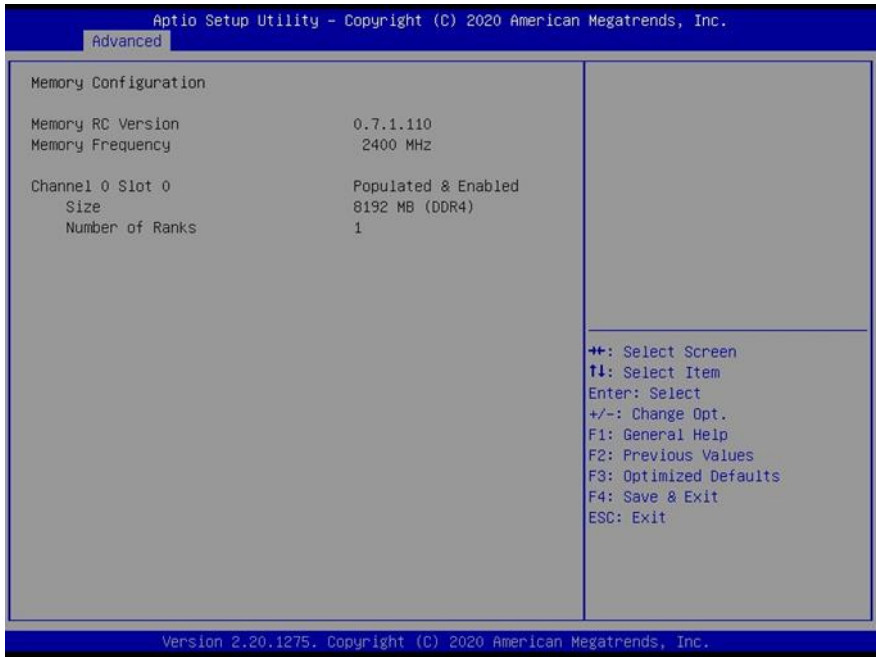 Aptio Setup Utility – Copyright (C) 2020 American Megatrends, Inc.
Advanced
Memory Configuration
Memory RC Version 0.7.1.110
Memory Frequency 2400 MHz
Channel 0 Slot 0 Populated & Enabled
Size 8192 MB (DDR4)
Number of Ranks 1
→←: Select Screen
↑↓: Select Item
Enter: Select
+/-: Change Opt.
F1: General Help
F2: Previous Values
F3: Optimized Defaults
F4: Save & Exit
ESC: Exit
Version 2.20.1275. Copyright (C) 2020 American Megatrends, Inc.